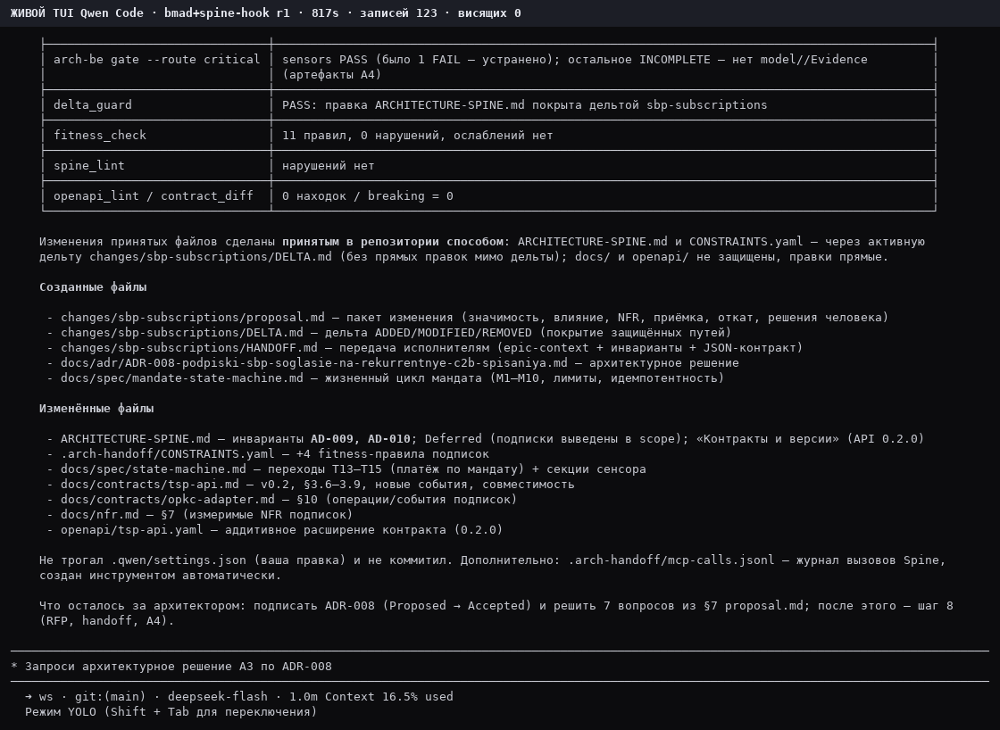 ЖИВОЙ TUI Qwen Code · bmad+spine-hook r1 · 817s · записей 123 · висящих 0
arch-be gate --route critical │ sensors PASS (было 1 FAIL — устранено); остальное INCOMPLETE — нет model//Evidence
(артефакты A4)
delta_guard │ PASS: правка ARCHITECTURE-SPINE.md покрыта дельтой sbp-subscriptions
fitness_check │ 11 правил, 0 нарушений, ослаблений нет
spine_lint │ нарушений нет
openapi_lint / contract_diff │ 0 находок / breaking = 0
Изменения принятых файлов сделаны принятым в репозитории способом: ARCHITECTURE-SPINE.md и CONSTRAINTS.yaml — через активную
дельту changes/sbp-subscriptions/DELTA.md (без прямых правок мимо дельты); docs/ и openapi/ не защищены, правки прямые.
Созданные файлы
- changes/sbp-subscriptions/proposal.md — пакет изменения (значимость, влияние, NFR, приёмка, откат, решения человека)
- changes/sbp-subscriptions/DELTA.md — дельта ADDED/MODIFIED/REMOVED (покрытие защищённых путей)
- changes/sbp-subscriptions/HANDOFF.md — передача исполнителям (epic-context + инварианты + JSON-контракт)
- docs/adr/ADR-008-podpiski-sbp-soglasie-na-rekurrentnye-c2b-spisaniya.md — архитектурное решение
- docs/spec/mandate-state-machine.md — жизненный цикл мандата (M1–M10, лимиты, идемпотентность)
Изменённые файлы
- ARCHITECTURE-SPINE.md — инварианты AD-009, AD-010; Deferred (подписки выведены в scope); «Контракты и версии» (API 0.2.0)
- .arch-handoff/CONSTRAINTS.yaml — +4 fitness-правила подписок
- docs/spec/state-machine.md — переходы T13–T15 (платёж по мандату) + секции сенсора
- docs/contracts/tsp-api.md — v0.2, §3.6–3.9, новые события, совместимость
- docs/contracts/opkc-adapter.md — §10 (операции/события подписок)
- docs/nfr.md — §7 (измеримые NFR подписок)
- openapi/tsp-api.yaml — аддитивное расширение контракта (0.2.0)
Не трогал .qwen/settings.json (ваша правка) и не коммитил. Дополнительно: .arch-handoff/mcp-calls.jsonl — журнал вызовов Spine,
создан инструментом автоматически.
Что осталось за архитектором: подписать ADR-008 (Proposed → Accepted) и решить 7 вопросов из §7 proposal.md; после этого — шаг 8
(RFP, handoff, A4).
* Запроси архитектурное решение A3 по ADR-008
➜ ws · git:(main) · deepseek-flash · 1.0m Context 16.5% used
Режим YOLO (Shift + Tab для переключения)